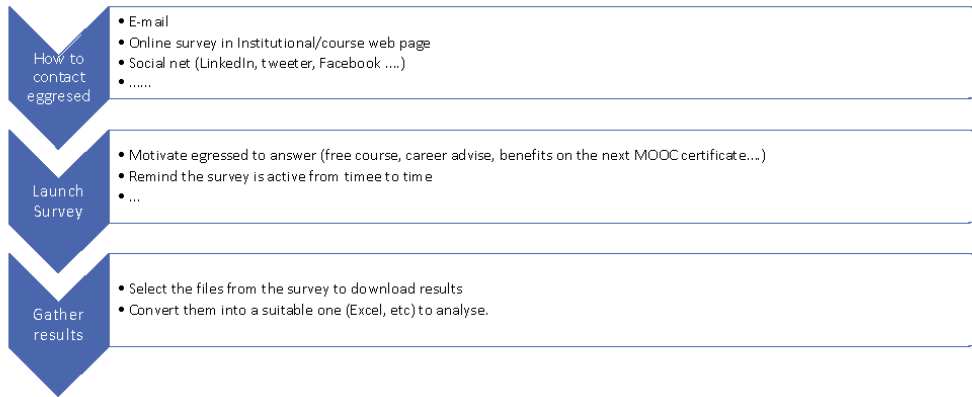 How to
contact
eggresed
• E-mail
• Online survey in Institutional/course web page
• Social net (LinkedIn, tweeter, Facebook ....)
• ......
Launch
Survey
• Motivate egressed to answer (free course, career advise, benefits on the next MOOC certificate....)
• Remind the survey is active from timee to time
• ...
Gather
results
• Select the files from the survey to download results
• Convert them into a suitable one (Excel, etc) to analyse.